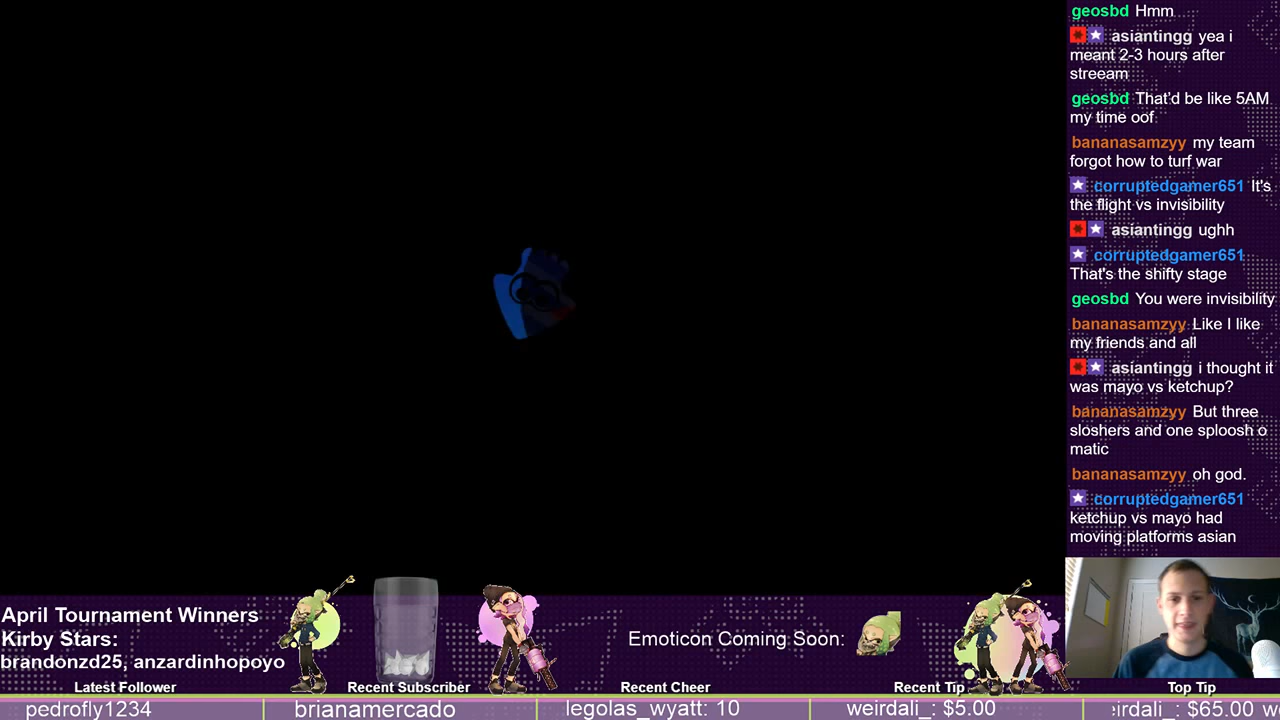 geosbd Hmm
asiantingg yea i
meant 2-3 hours after
streeam
geosbd That'd be like 5AM
my time oof
bananasamzyy my team
forgot how to turf war
corruptedgamer651 It's
the flight vs invisibility
asiantingg ughh
corruptedgamer651
That's the shifty stage
geosbd You were invisibility
bananasamzyy Like I like
my friends and all
asiantingg i thought it
was mayo vs ketchup?
bananasamzyy But three
sloshers and one sploosh o
matic
bananasamzyy oh god.
corruptedgamer651
ketchup vs mayo had
moving platforms asian
April Tournament Winners
Kirby Stars:
brandonzd25, anzardinhopoyo
Emoticon Coming Soon:
Latest Follower
Recent Subscriber
Recent Cheer
Recent Tip
Top Tip
pedrofly1234
brianamercado
legolas_wyatt: 10
weirdali_: $5.00
irdali_: $65.00 w